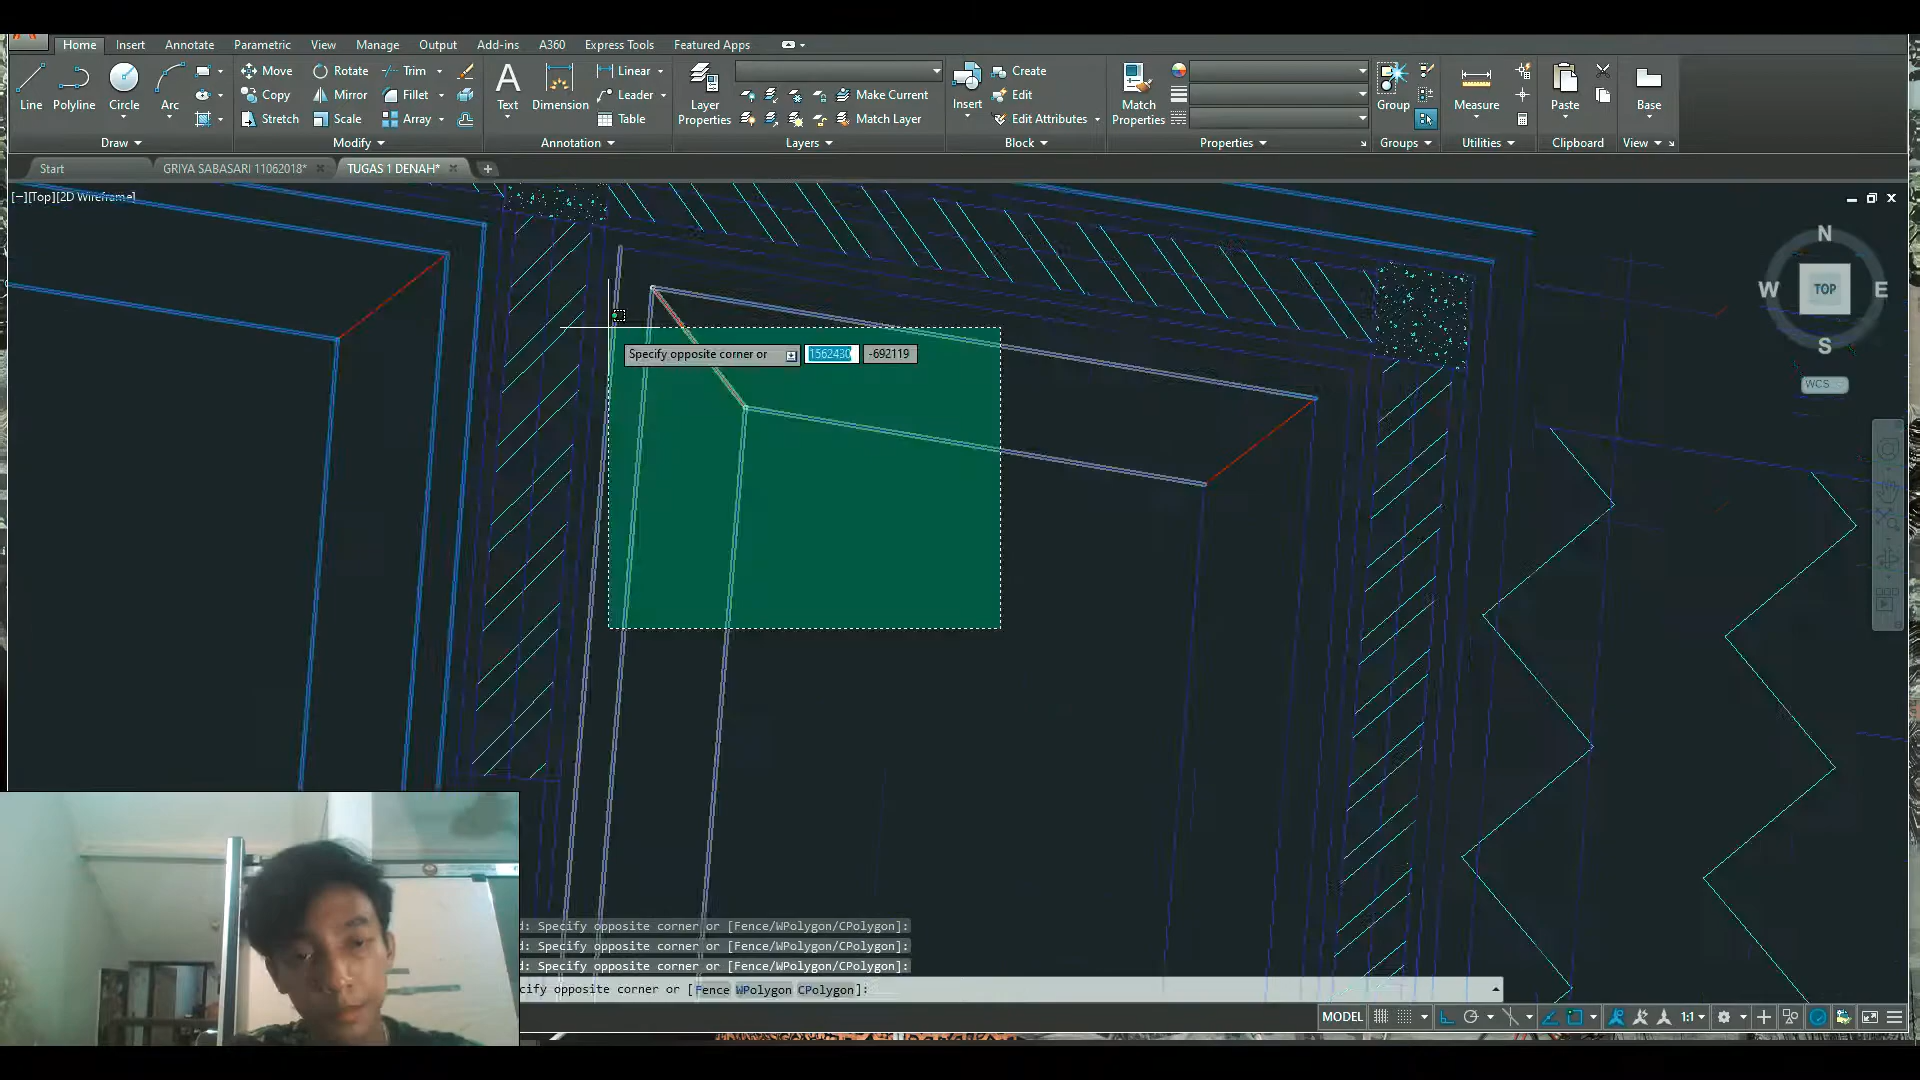 Home Insert Annotate Parametric View Manage Output Add-ins A360 Express Tools Featured Apps
Line Polyline Circle Arc
Move Rotate Trim
Copy Mirror Fillet
Stretch Scale Array
Text Dimension
Linear
Leader
Table
Layer Properties
Make Current
Match Layer
Insert
Create
Edit
Edit Attributes
Match Properties
Group
Measure
Paste
Base
Draw Modify Annotation Layers Block Properties Groups Utilities Clipboard View
Start GRIYA SABASARI 11062018* TUGAS 1 DENAH*
[−][Top][2D Wireframe]
N
W TOP E
S
WCS
Specify opposite corner or 1562430 -692119
d: Specify opposite corner or [Fence/WPolygon/CPolygon]:
d: Specify opposite corner or [Fence/WPolygon/CPolygon]:
d: Specify opposite corner or [Fence/WPolygon/CPolygon]:
cify opposite corner or [Fence WPolygon CPolygon]:
MODEL 1:1